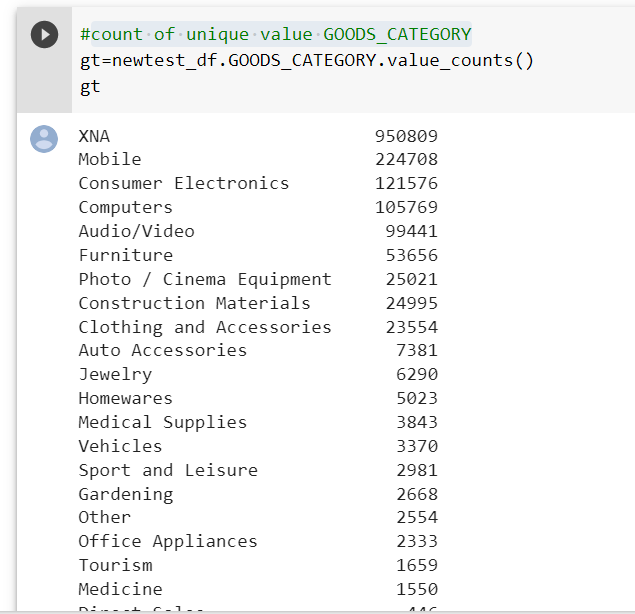 #count of unique value GOODS_CATEGORY
gt=newtest_df.GOODS_CATEGORY.value_counts()
gt
XNA 950809
Mobile 224708
Consumer Electronics 121576
Computers 105769
Audio/Video 99441
Furniture 53656
Photo / Cinema Equipment 25021
Construction Materials 24995
Clothing and Accessories 23554
Auto Accessories 7381
Jewelry 6290
Homewares 5023
Medical Supplies 3843
Vehicles 3370
Sport and Leisure 2981
Gardening 2668
Other 2554
Office Appliances 2333
Tourism 1659
Medicine 1550
Direct Sales 446